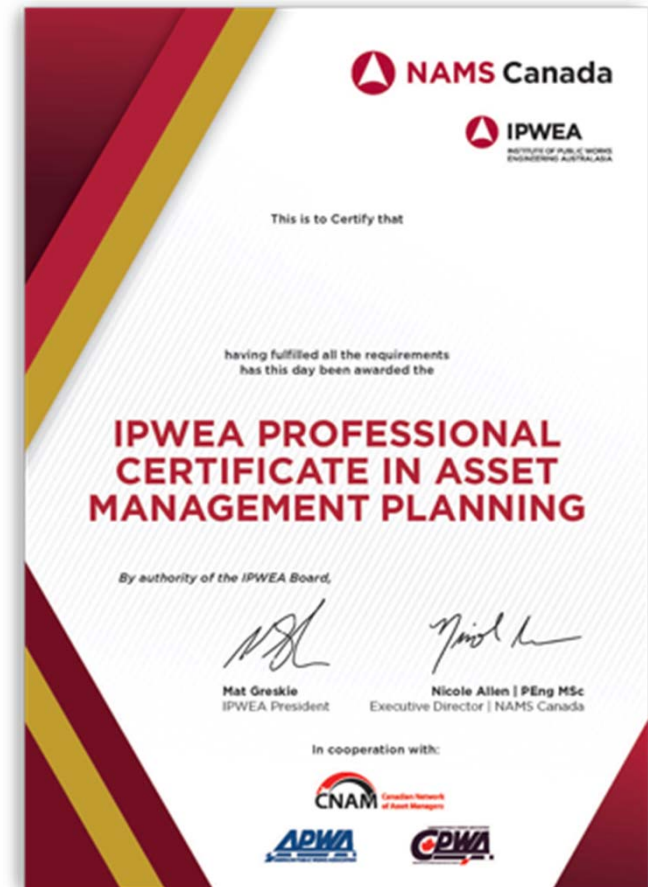 NAMS Canada
IPWEA
INSTITUTE OF PUBLIC WORKS
ENGINEERING AUSTRALASIA
This is to Certify that
having fulfilled all the requirements
has this day been awarded the
IPWEA PROFESSIONAL
CERTIFICATE IN ASSET
MANAGEMENT PLANNING
By authority of the IPWEA Board,
Mat Greskie
IPWEA President
Nicole Allen | PEng MSc
Executive Director | NAMS Canada
In cooperation with:
CNAM
Canadian Network
of Asset Managers
APWA
CPWA